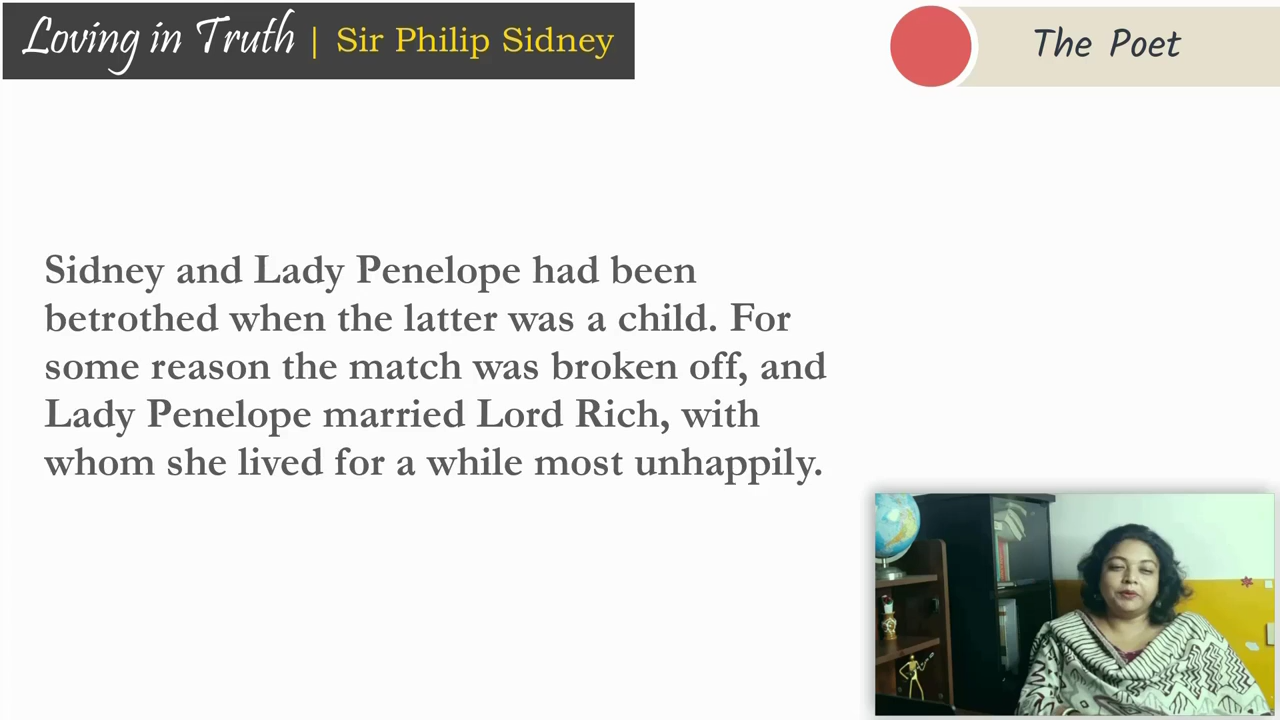 Loving in Truth | Sir Philip Sidney
The Poet
Sidney and Lady Penelope had been
betrothed when the latter was a child. For
some reason the match was broken off, and
Lady Penelope married Lord Rich, with
whom she lived for a while most unhappily.